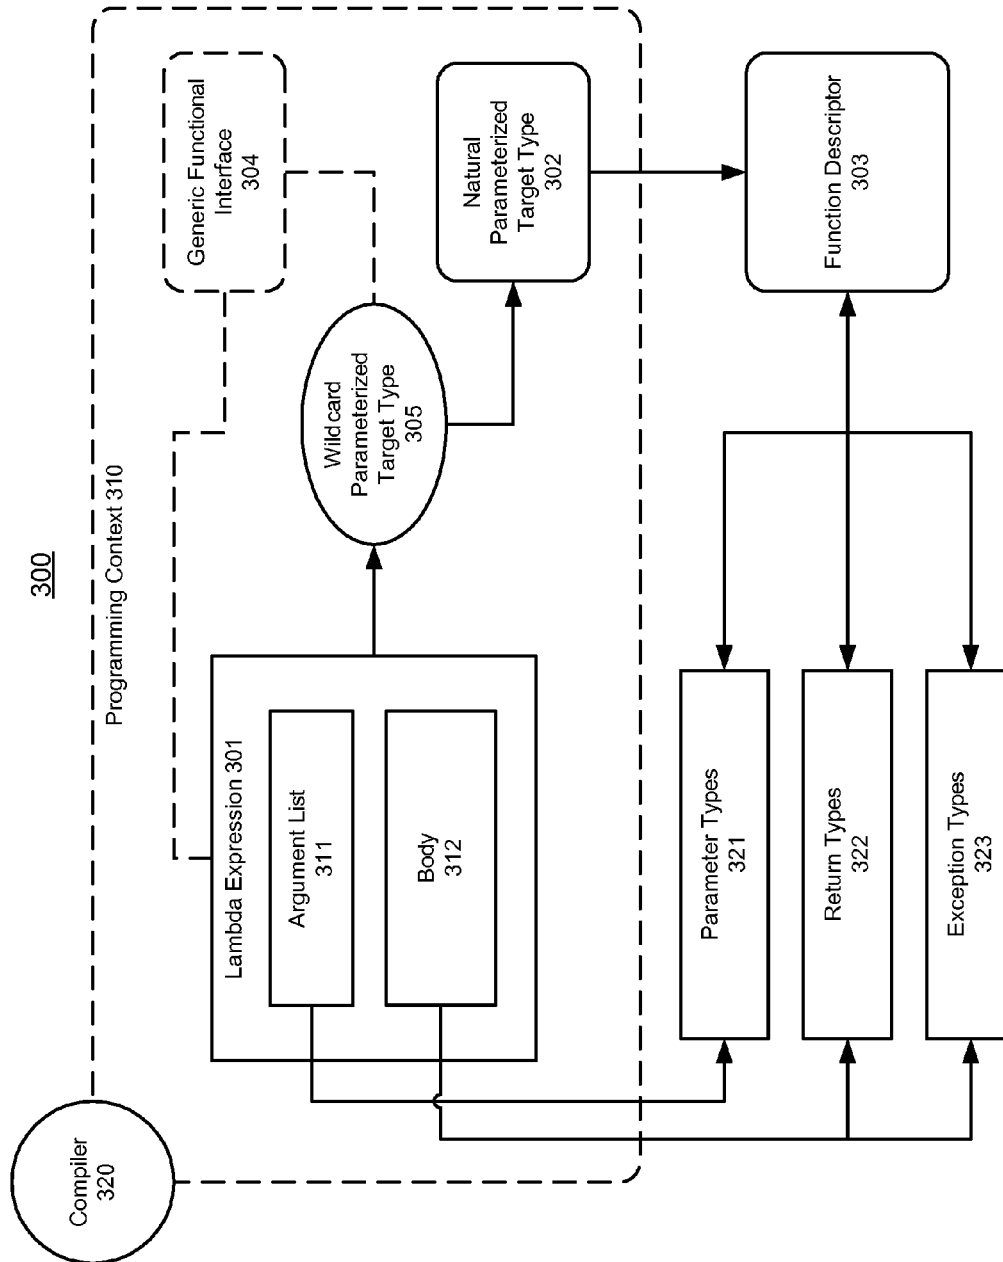 300
Programming Context 310
Compiler
320
Lambda Expression 301
Argument List
311
Body
312
Generic Functional
Interface
304
Wildcard
Parameterized
Target Type
305
Natural
Parameterized
Target Type
302
Parameter Types
321
Return Types
322
Exception Types
323
Function Descriptor
303